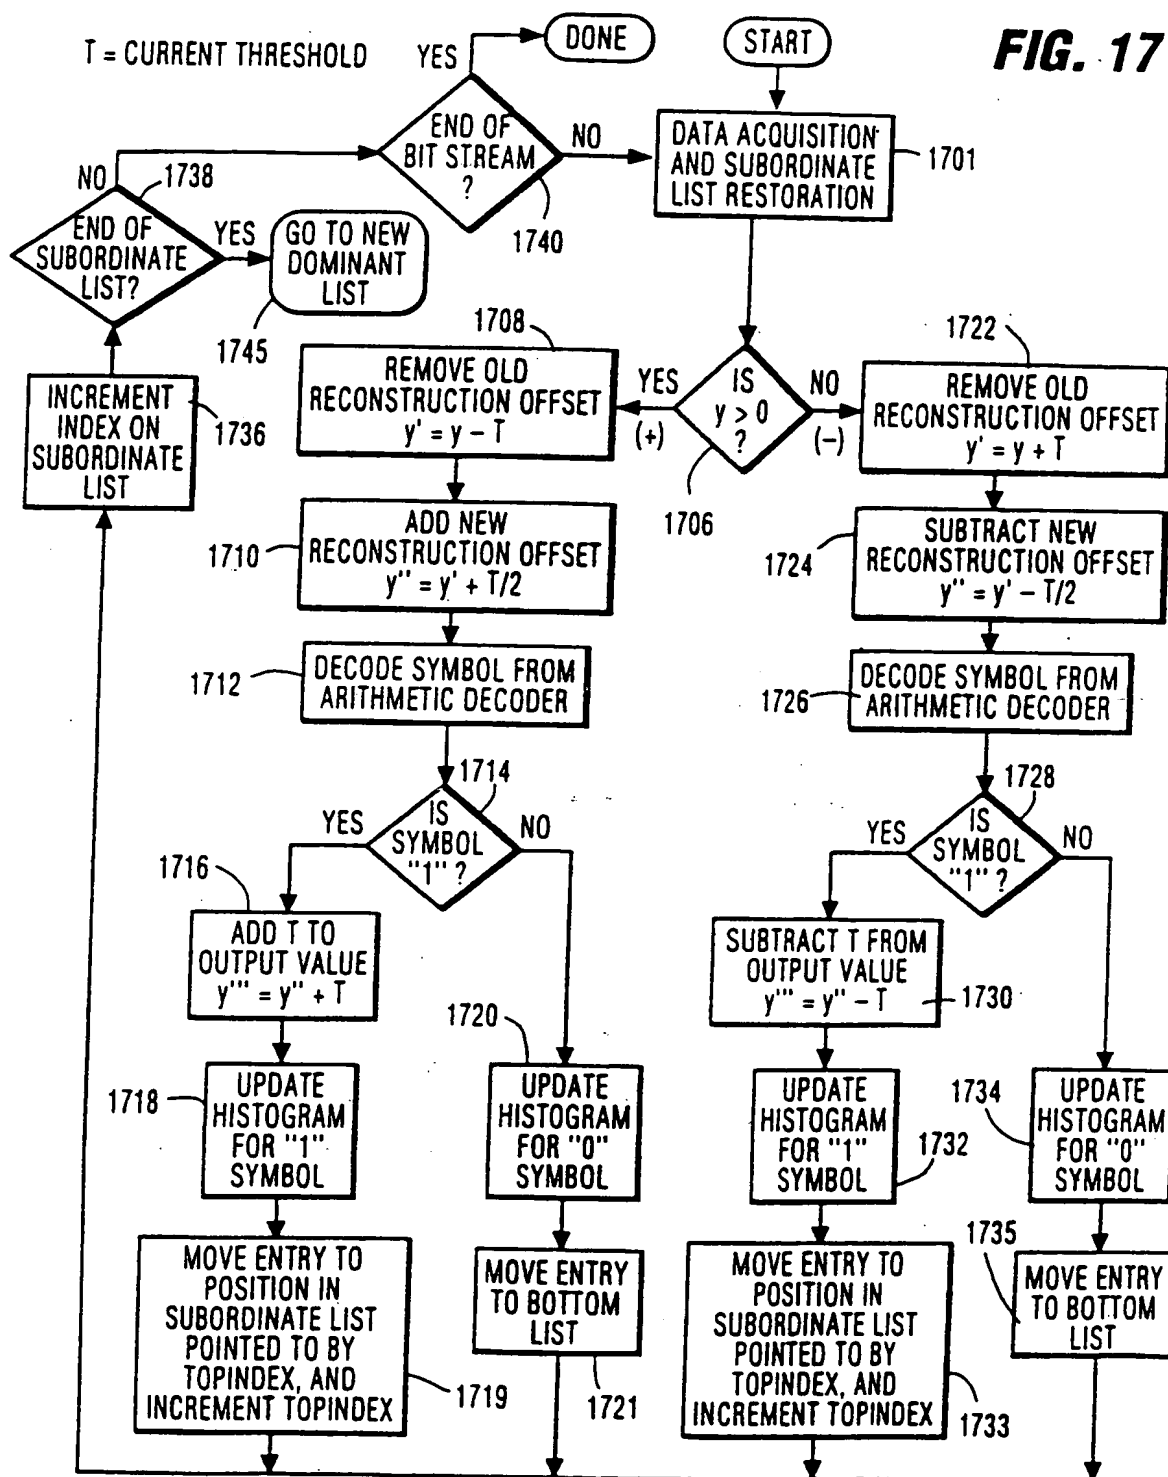 T = CURRENT THRESHOLD
YES
DONE
START
FIG. 17
END OF
BIT STREAM
?
NO
1740
DATA ACQUISITION
AND SUBORDINATE
LIST RESTORATION
1701
NO
1738
END OF
SUBORDINATE
LIST?
YES
GO TO NEW
DOMINANT
LIST
1745
INCREMENT
INDEX ON
SUBORDINATE
LIST
1736
1708
REMOVE OLD
RECONSTRUCTION OFFSET
y' = y – T
YES
(+)
IS
y > 0
?
NO
(–)
1706
1722
REMOVE OLD
RECONSTRUCTION OFFSET
y' = y + T
1710
ADD NEW
RECONSTRUCTION OFFSET
y'' = y' + T/2
1724
SUBTRACT NEW
RECONSTRUCTION OFFSET
y'' = y' – T/2
1712
DECODE SYMBOL FROM
ARITHMETIC DECODER
1726
DECODE SYMBOL FROM
ARITHMETIC DECODER
1714
YES
IS
SYMBOL
"1" ?
NO
1728
YES
IS
SYMBOL
"1" ?
NO
1716
ADD T TO
OUTPUT VALUE
y''' = y'' + T
SUBTRACT T FROM
OUTPUT VALUE
y''' = y'' – T
1730
1718
UPDATE
HISTOGRAM
FOR "1"
SYMBOL
1720
UPDATE
HISTOGRAM
FOR "0"
SYMBOL
UPDATE
HISTOGRAM
FOR "1"
SYMBOL
1732
1734
UPDATE
HISTOGRAM
FOR "0"
SYMBOL
MOVE ENTRY TO
POSITION IN
SUBORDINATE LIST
POINTED TO BY
TOPINDEX, AND
INCREMENT TOPINDEX
1719
MOVE ENTRY
TO BOTTOM
LIST
1721
MOVE ENTRY TO
POSITION IN
SUBORDINATE LIST
POINTED TO BY
TOPINDEX, AND
INCREMENT TOPINDEX
1733
1735
MOVE ENTRY
TO BOTTOM
LIST